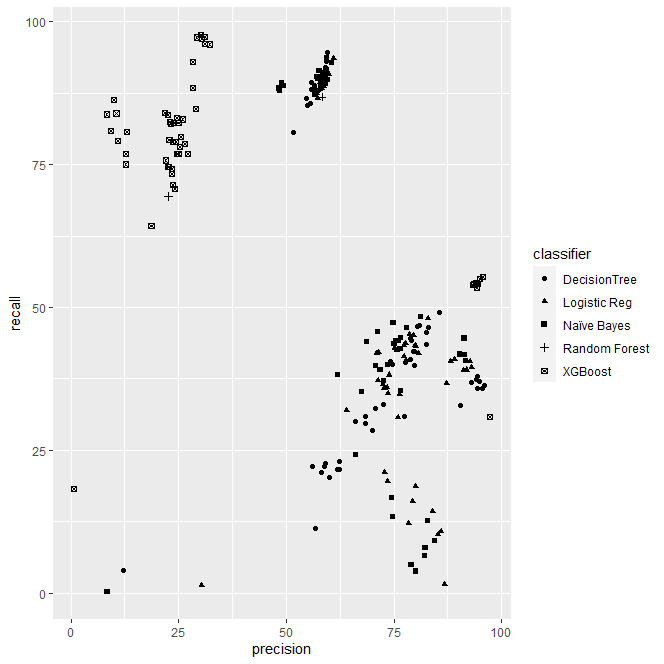 100
75
50
25
0
recall
0
25
50
75
100
precision
classifier
DecisionTree
Logistic Reg
Naïve Bayes
Random Forest
XGBoost